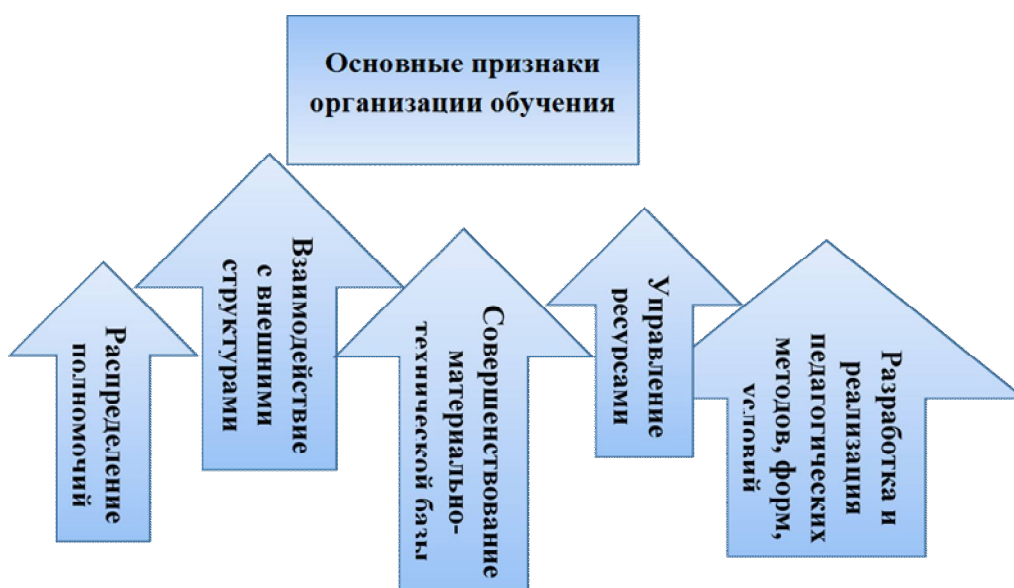 Основные признаки
организации обучения
Распределение
полномочий
Взаимодействие
с внешними
структурами
Совершенствование
материально-
технической базы
Управление
ресурсами
Разработка и
реализация
педагогических
методов, форм,
условий